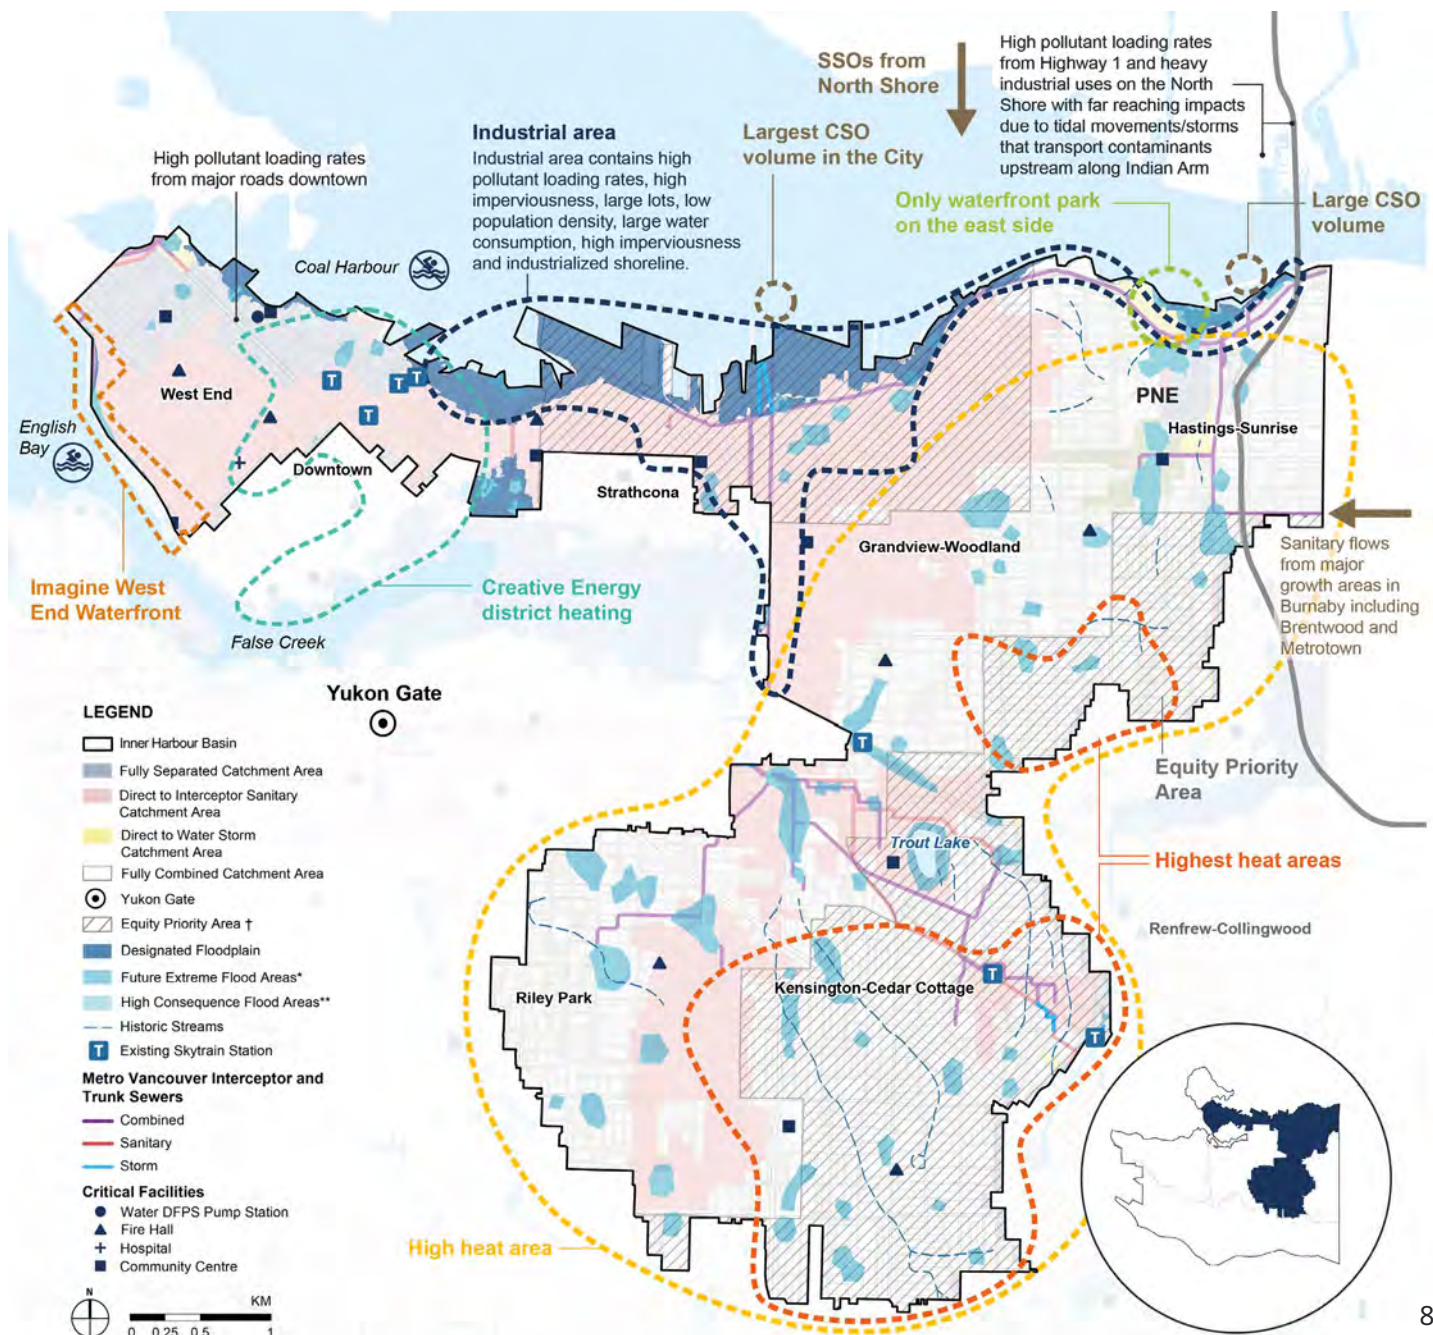 SSOs from
North Shore
High pollutant loading rates
from Highway 1 and heavy
industrial uses on the North
Shore with far reaching impacts
due to tidal movements/storms
that transport contaminants
upstream along Indian Arm
Industrial area
Industrial area contains high
pollutant loading rates, high
imperviousness, large lots, low
population density, large water
consumption, high imperviousness
and industrialized shoreline.
Largest CSO
volume in the City
High pollutant loading rates
from major roads downtown
Only waterfront park
on the east side
Large CSO
volume
Coal Harbour
West End
English
Bay
Downtown
Strathcona
PNE
Hastings-Sunrise
Grandview-Woodland
Imagine West
End Waterfront
Creative Energy
district heating
False Creek
Sanitary flows
from major
growth areas in
Burnaby including
Brentwood and
Metrotown
T
T
T
T
T
T
T
Yukon Gate
Equity Priority
Area
Trout Lake
Highest heat areas
Renfrew-Collingwood
Riley Park
Kensington-Cedar Cottage
High heat area
LEGEND
Inner Harbour Basin
Fully Separated Catchment Area
Direct to Interceptor Sanitary
Catchment Area
Direct to Water Storm
Catchment Area
Fully Combined Catchment Area
Yukon Gate
Equity Priority Area †
Designated Floodplain
Future Extreme Flood Areas*
High Consequence Flood Areas**
Historic Streams
T Existing Skytrain Station
Metro Vancouver Interceptor and
Trunk Sewers
Combined
Sanitary
Storm
Critical Facilities
Water DFPS Pump Station
Fire Hall
Hospital
Community Centre
N
KM
0 0.25 0.5 1
8